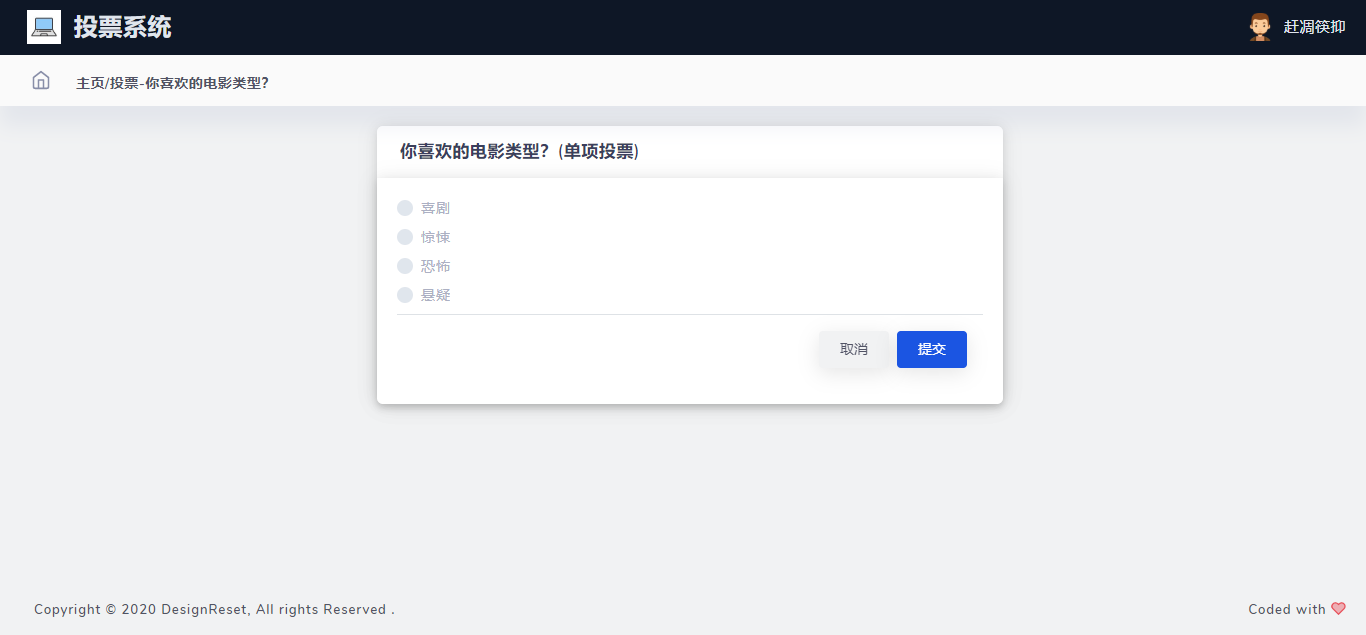 投票系统
赶凋筷抑
主页/投票-你喜欢的电影类型?
你喜欢的电影类型？(单项投票)
喜剧
惊悚
恐怖
悬疑
取消
提交
Copyright © 2020 DesignReset, All rights Reserved .
Coded with